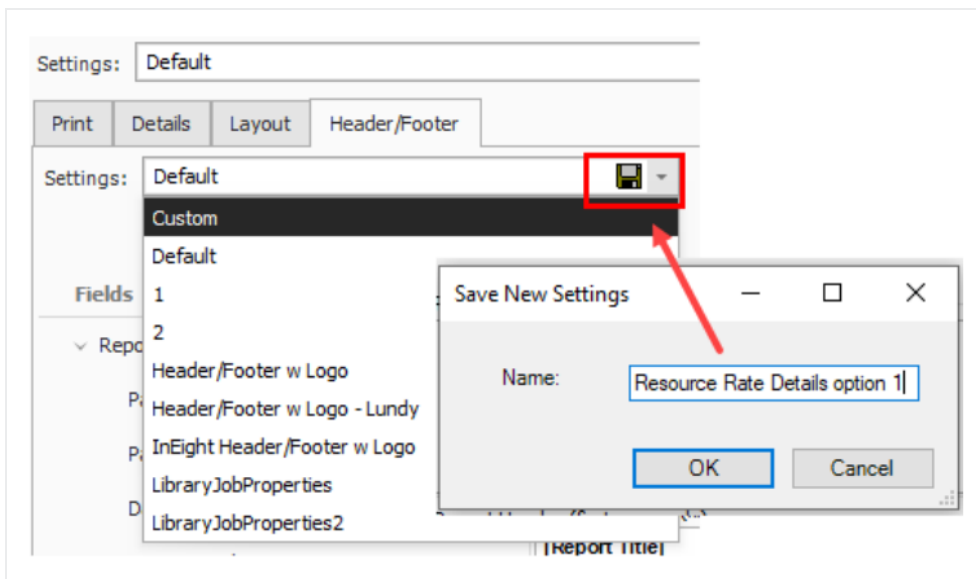 Settings: Default
Print Details Layout Header/Footer
Settings: Default
Custom
Default
Fields 1
2
Header/Footer w Logo
Header/Footer w Logo - Lundy
InEight Header/Footer w Logo
LibraryJobProperties
LibraryJobProperties2
Save New Settings
Name: Resource Rate Details option 1
OK Cancel
[Report Title]